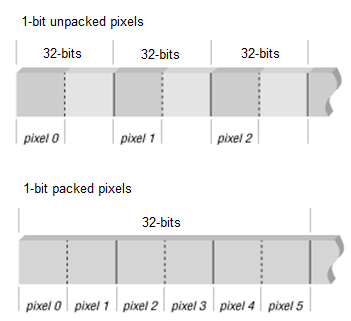 1-bit unpacked pixels
32-bits 32-bits 32-bits
pixel 0 pixel 1 pixel 2
1-bit packed pixels
32-bits
pixel 0 pixel 1 pixel 2 pixel 3 pixel 4 pixel 5